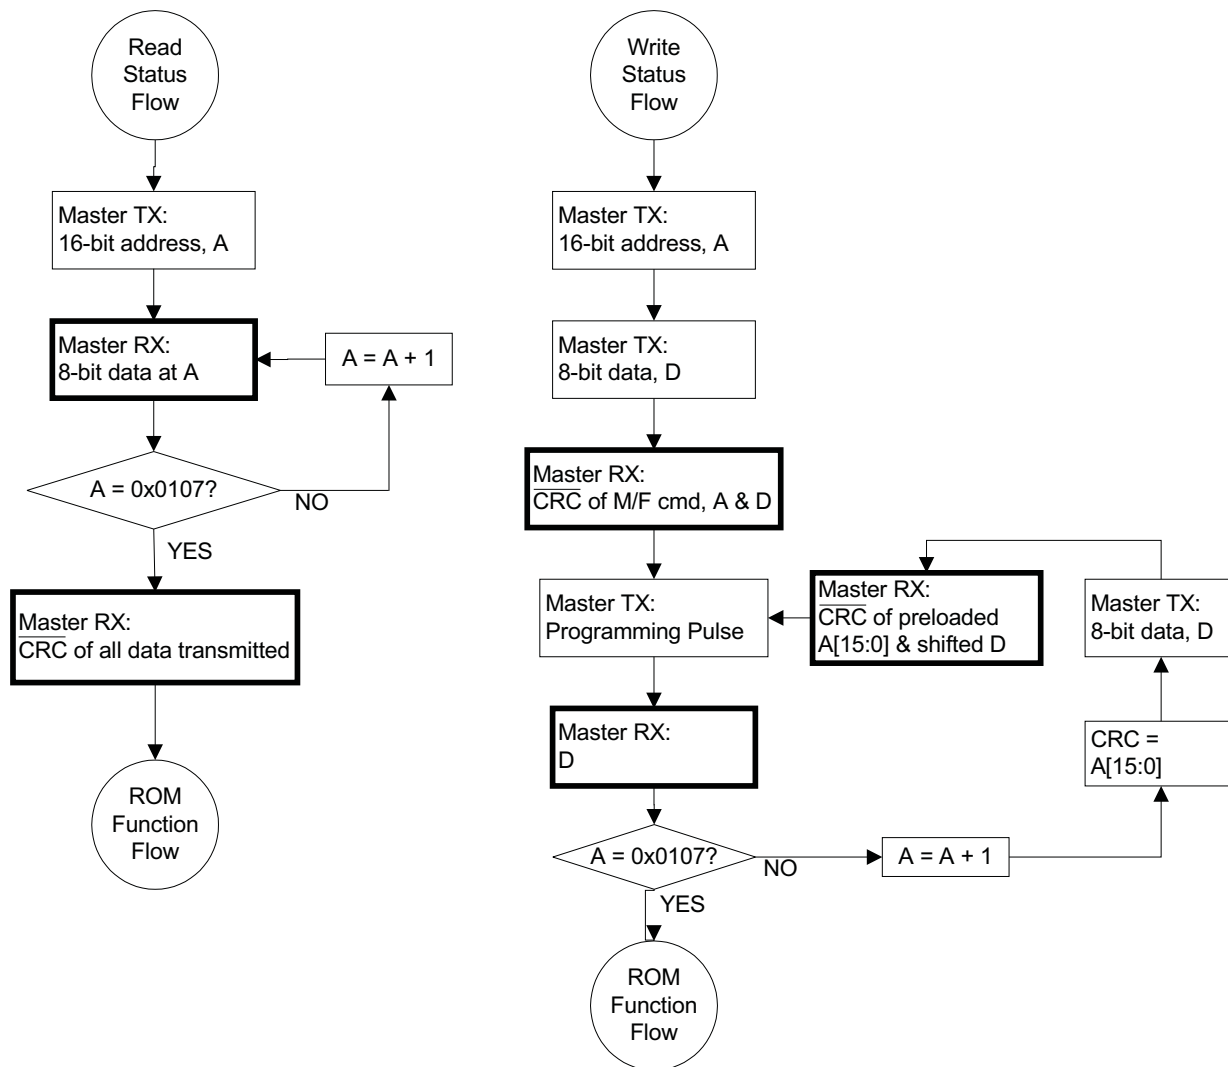 Read
Status
Flow
Master TX:
16-bit address, A
Master RX:
8-bit data at A
A = A + 1
A = 0x0107?
NO
YES
Master RX:
C̅R̅C̅ of all data transmitted
ROM
Function
Flow
Write
Status
Flow
Master TX:
16-bit address, A
Master TX:
8-bit data, D
Master RX:
C̅R̅C̅ of M/F cmd, A & D
Master TX:
Programming Pulse
Master RX:
C̅R̅C̅ of preloaded
A[15:0] & shifted D
Master TX:
8-bit data, D
Master RX:
D
CRC =
A[15:0]
A = 0x0107?
NO
A = A + 1
YES
ROM
Function
Flow